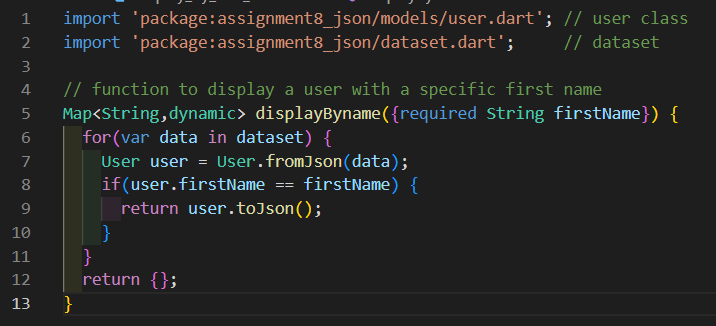 1 import 'package:assignment8_json/models/user.dart'; // user class
2 import 'package:assignment8_json/dataset.dart';     // dataset
3
4 // function to display a user with a specific first name
5 Map<String,dynamic> displayByname({required String firstName}) {
6   for(var data in dataset) {
7     User user = User.fromJson(data);
8     if(user.firstName == firstName) {
9       return user.toJson();
10     }
11   }
12   return {};
13 }